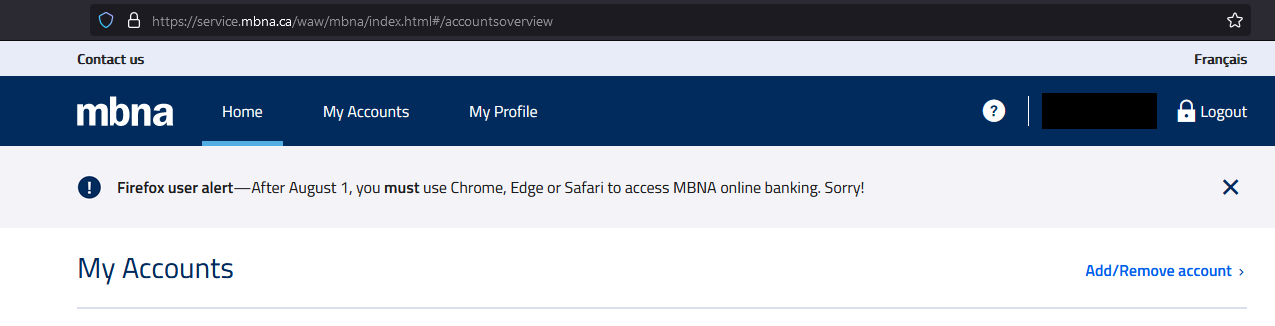 https://service.mbna.ca/waw/mbna/index.html#/accountsoverview
Contact us Français
mbna Home My Accounts My Profile ? Logout
! Firefox user alert—After August 1, you must use Chrome, Edge or Safari to access MBNA online banking. Sorry!
My Accounts Add/Remove account ›